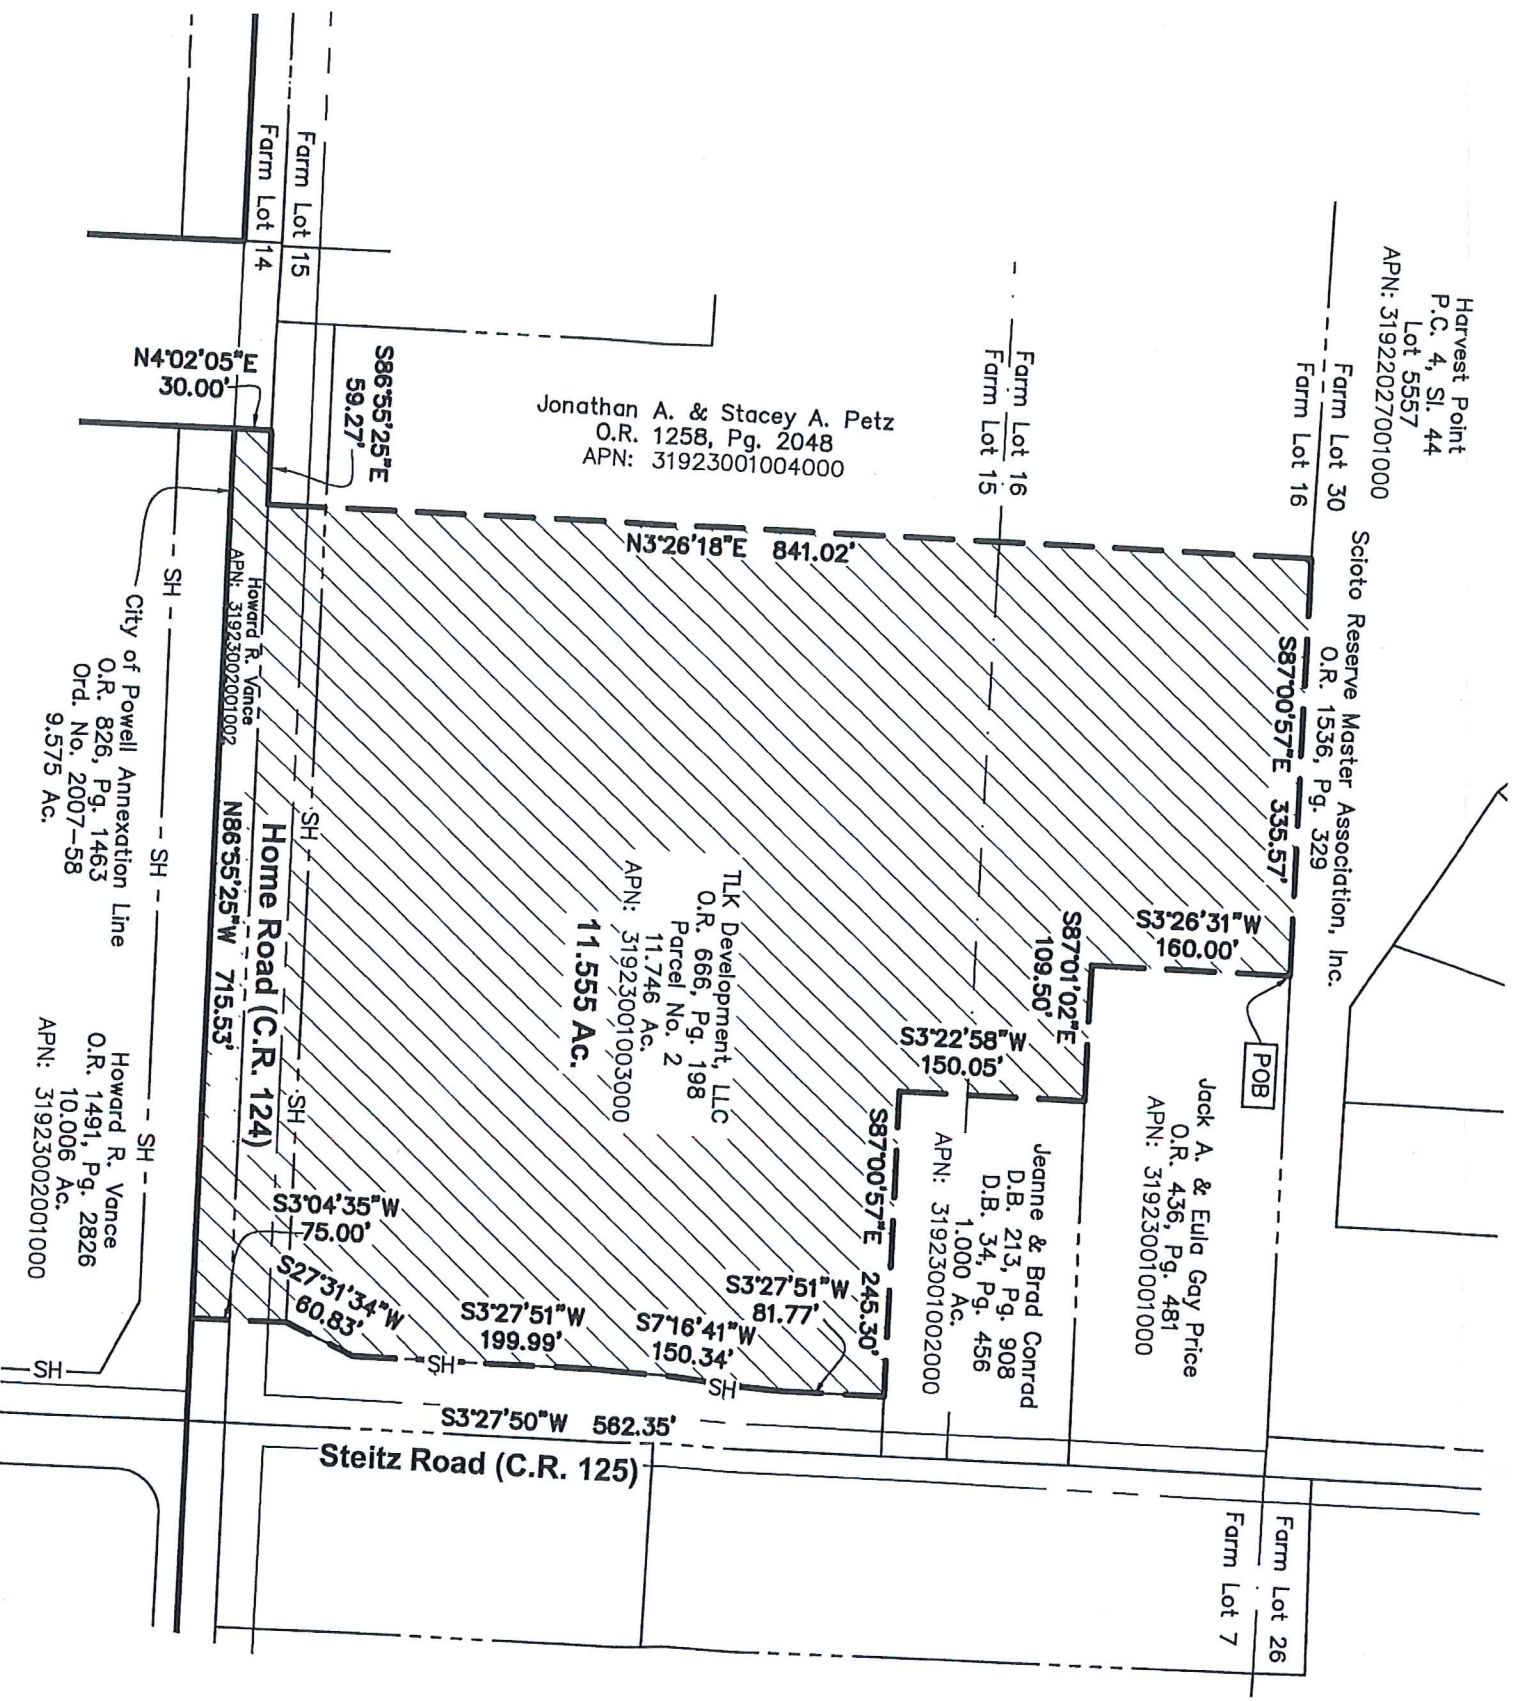 Harvest Point
P.C. 4, Sl. 44
Lot 5557
APN: 31922027001000
Farm Lot 30
Farm Lot 16
Scioto Reserve Master Association, Inc.
O.R. 1536, Pg. 329
S87°00'57"E 335.57'
Farm Lot 16
Farm Lot 15
Jonathan A. & Stacey A. Petz
O.R. 1258, Pg. 2048
APN: 31923001004000
N3°26'18"E 841.02'
S3°26'31"W
160.00'
POB
S87°01'02"E
109.50'
Jack A. & Eula Gay Price
O.R. 436, Pg. 481
APN: 31923001001000
S3°22'58"W
150.05'
Jeanne & Brad Conrad
D.B. 213, Pg. 908
D.B. 34, Pg. 456
1.000 Ac.
APN: 31923001002000
S87°00'57"E 245.30'
TLK Development, LLC
O.R. 666, Pg. 198
Parcel No. 2
11.746 Ac.
APN: 31923001003000
11.555 Ac.
S3°27'51"W
81.77'
S7°16'41"W
150.34'
SH
S3°27'51"W
199.99'
SH
S27°31'34"W
60.83'
S3°04'35"W
75.00'
S3°27'50"W 562.35'
Steitz Road (C.R. 125)
Farm Lot 26
Farm Lot 7
Farm Lot 15
Farm Lot 14
S86°55'25"E
59.27'
N4°02'05"E
30.00'
SH
SH
Home Road (C.R. 124)
Howard R. Vance
APN: 31923002001002
N86°55'25"W 715.53'
SH
SH
SH
SH
City of Powell Annexation Line
O.R. 826, Pg. 1463
Ord. No. 2007-58
9.575 Ac.
Howard R. Vance
O.R. 1491, Pg. 2826
10.006 Ac.
APN: 31923002001000